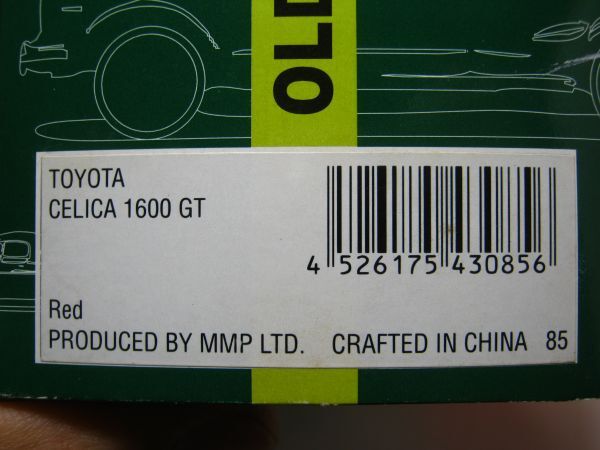 OLD
TOYOTA
CELICA 1600 GT
4 526175 430856
Red
PRODUCED BY MMP LTD. CRAFTED IN CHINA 85